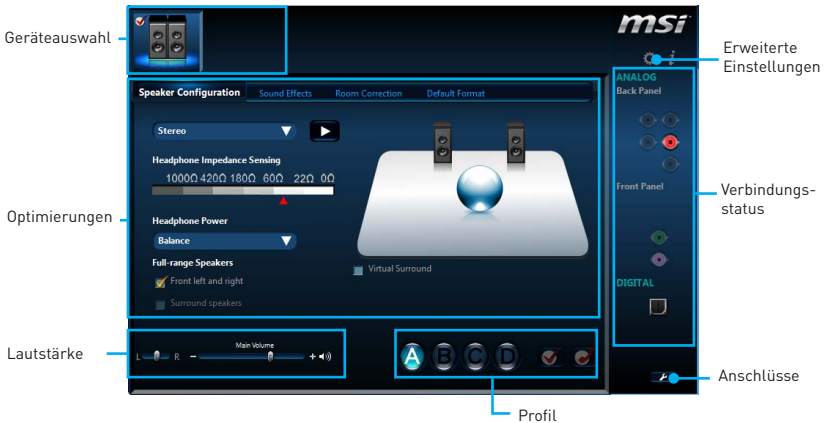 Geräteauswahl
msi
Erweiterte
Einstellungen
ANALOG
Back Panel
Speaker Configuration Sound Effects Room Correction Default Format
Stereo
Headphone Impedance Sensing
1000Ω 420Ω 180Ω 60Ω 22Ω 0Ω
Front Panel
Verbindungs-
status
Optimierungen
Headphone Power
Balance
Full-range Speakers
Front left and right
Virtual Surround
Surround speakers
DIGITAL
Lautstärke
Main Volume
L R - +
A B C D
Anschlüsse
Profil